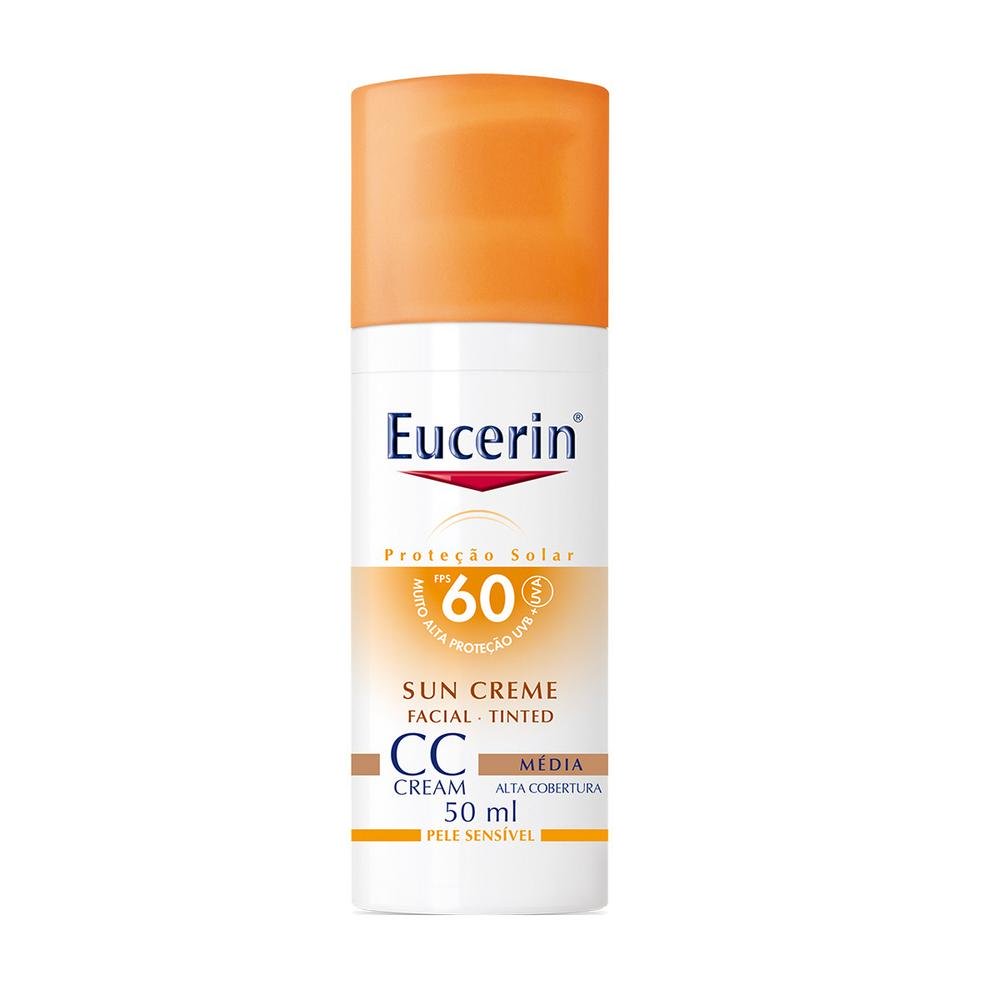 Eucerin®
Proteção Solar
FPS 60
MUITO ALTA PROTEÇÃO UVB + UVA
SUN CREME
FACIAL · TINTED
CC MÉDIA
CREAM ALTA COBERTURA
50 ml
PELE SENSÍVEL